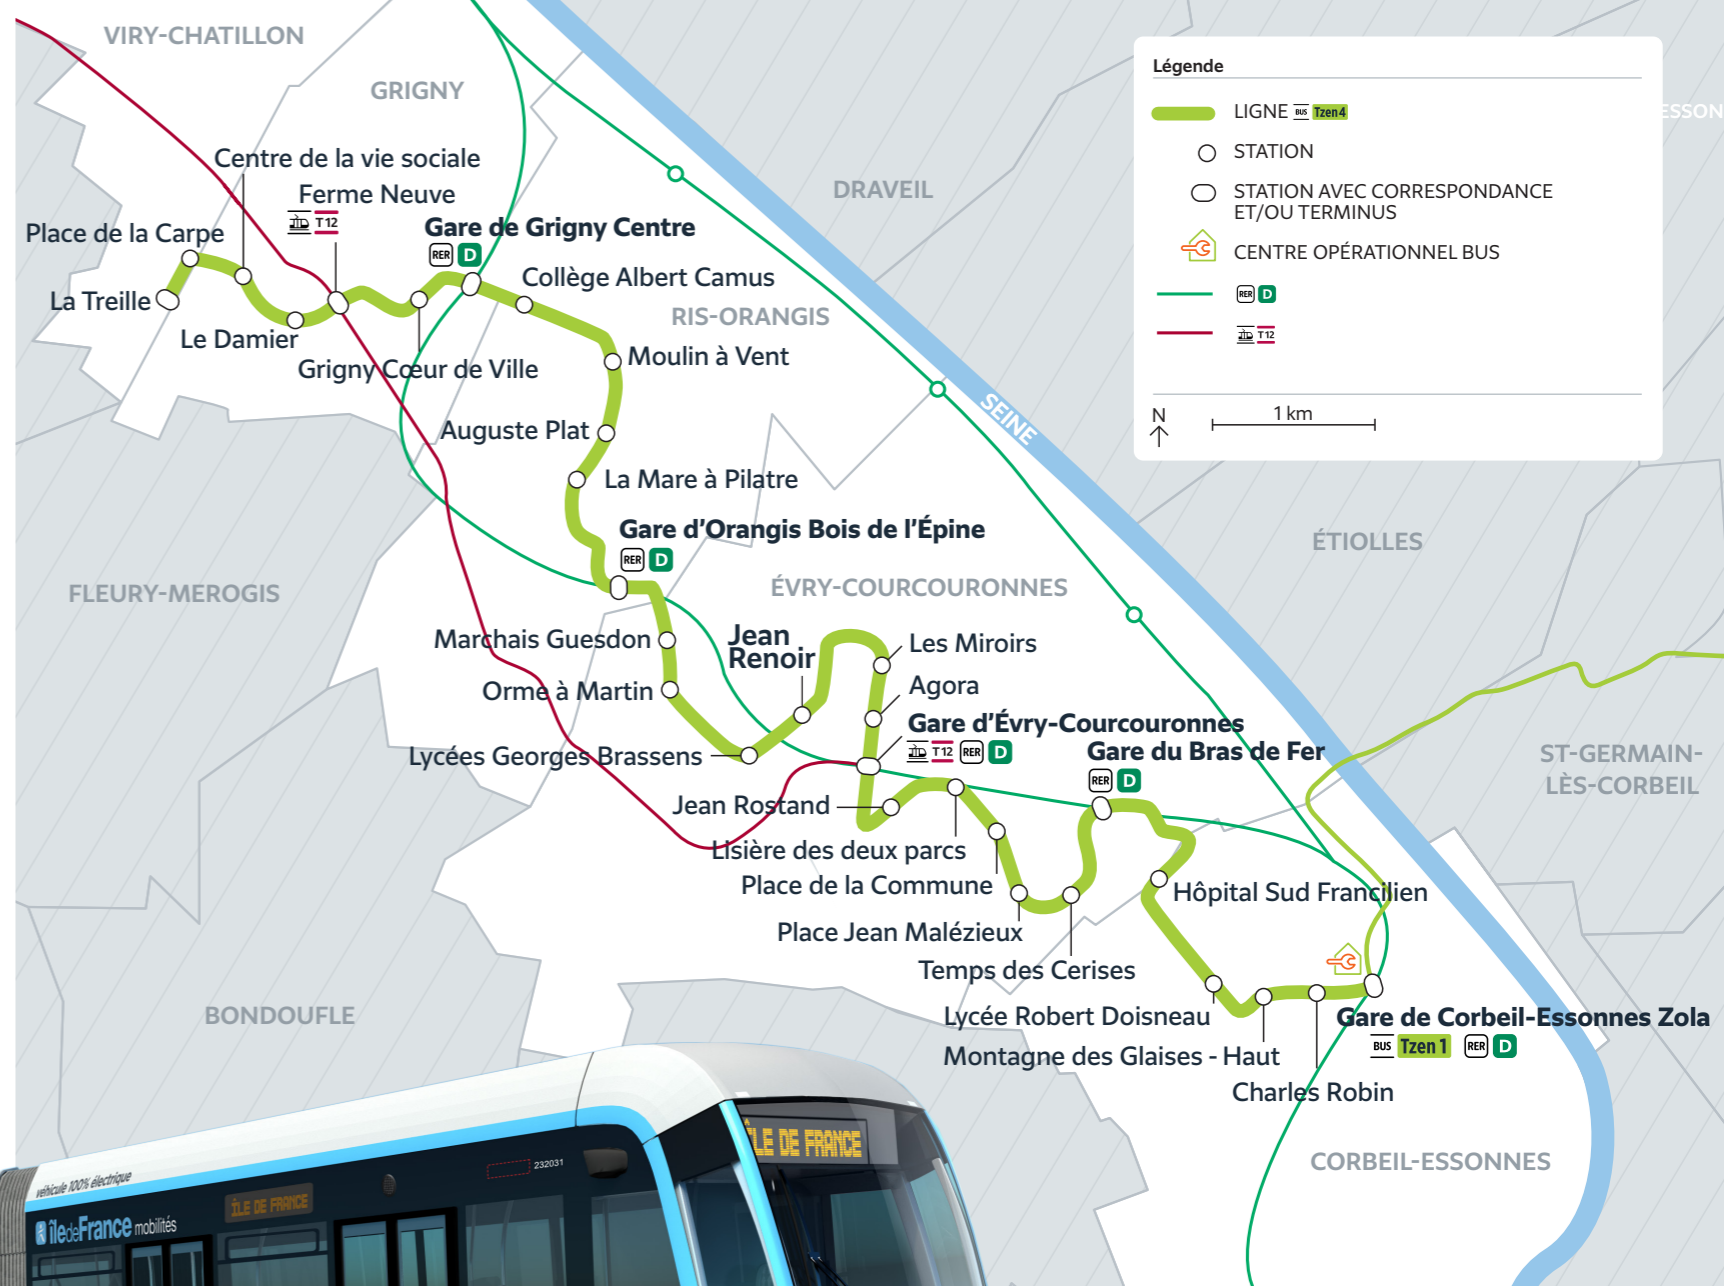 VIRY-CHATILLON
GRIGNY
Centre de la vie sociale
Ferme Neuve
T12
Place de la Carpe
Gare de Grigny Centre
RER D
La Treille
Collège Albert Camus
Le Damier
Grigny Cœur de Ville
RIS-ORANGIS
DRAVEIL
Moulin à Vent
Auguste Plat
La Mare à Pilatre
SEINE
Gare d'Orangis Bois de l'Épine
RER D
FLEURY-MEROGIS
ÉVRY-COURCOURONNES
ÉTIOLLES
Marchais Guesdon
Jean
Renoir
Les Miroirs
Orme à Martin
Agora
Lycées Georges Brassens
Gare d'Évry-Courcouronnes
T12 RER D
Gare du Bras de Fer
RER D
ST-GERMAIN-
LÈS-CORBEIL
Jean Rostand
Lisière des deux parcs
Place de la Commune
Hôpital Sud Francilien
Place Jean Malézieux
Temps des Cerises
Lycée Robert Doisneau
Gare de Corbeil-Essonnes Zola
BUS Tzen 1 RER D
Montagne des Glaises - Haut
Charles Robin
BONDOUFLE
CORBEIL-ESSONNES
Légende
LIGNE BUS Tzen 4
STATION
STATION AVEC CORRESPONDANCE
ET/OU TERMINUS
CENTRE OPÉRATIONNEL BUS
RER D
T12
N
1 km
ESSON
ÎLE DE FRANCE
232031
véhicule 100% électrique
ÎLE DE FRANCE
îledeFrance mobilités